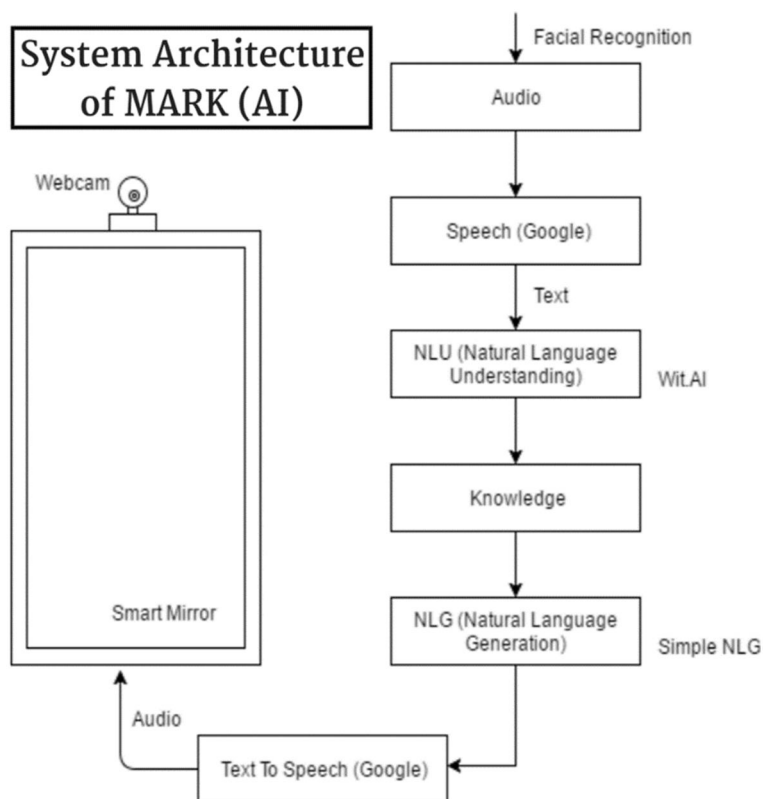 System Architecture
of MARK (AI)
Facial Recognition
Audio
Webcam
Speech (Google)
Text
NLU (Natural Language
Understanding)
Wit.AI
Knowledge
Smart Mirror
NLG (Natural Language
Generation)
Simple NLG
Audio
Text To Speech (Google)